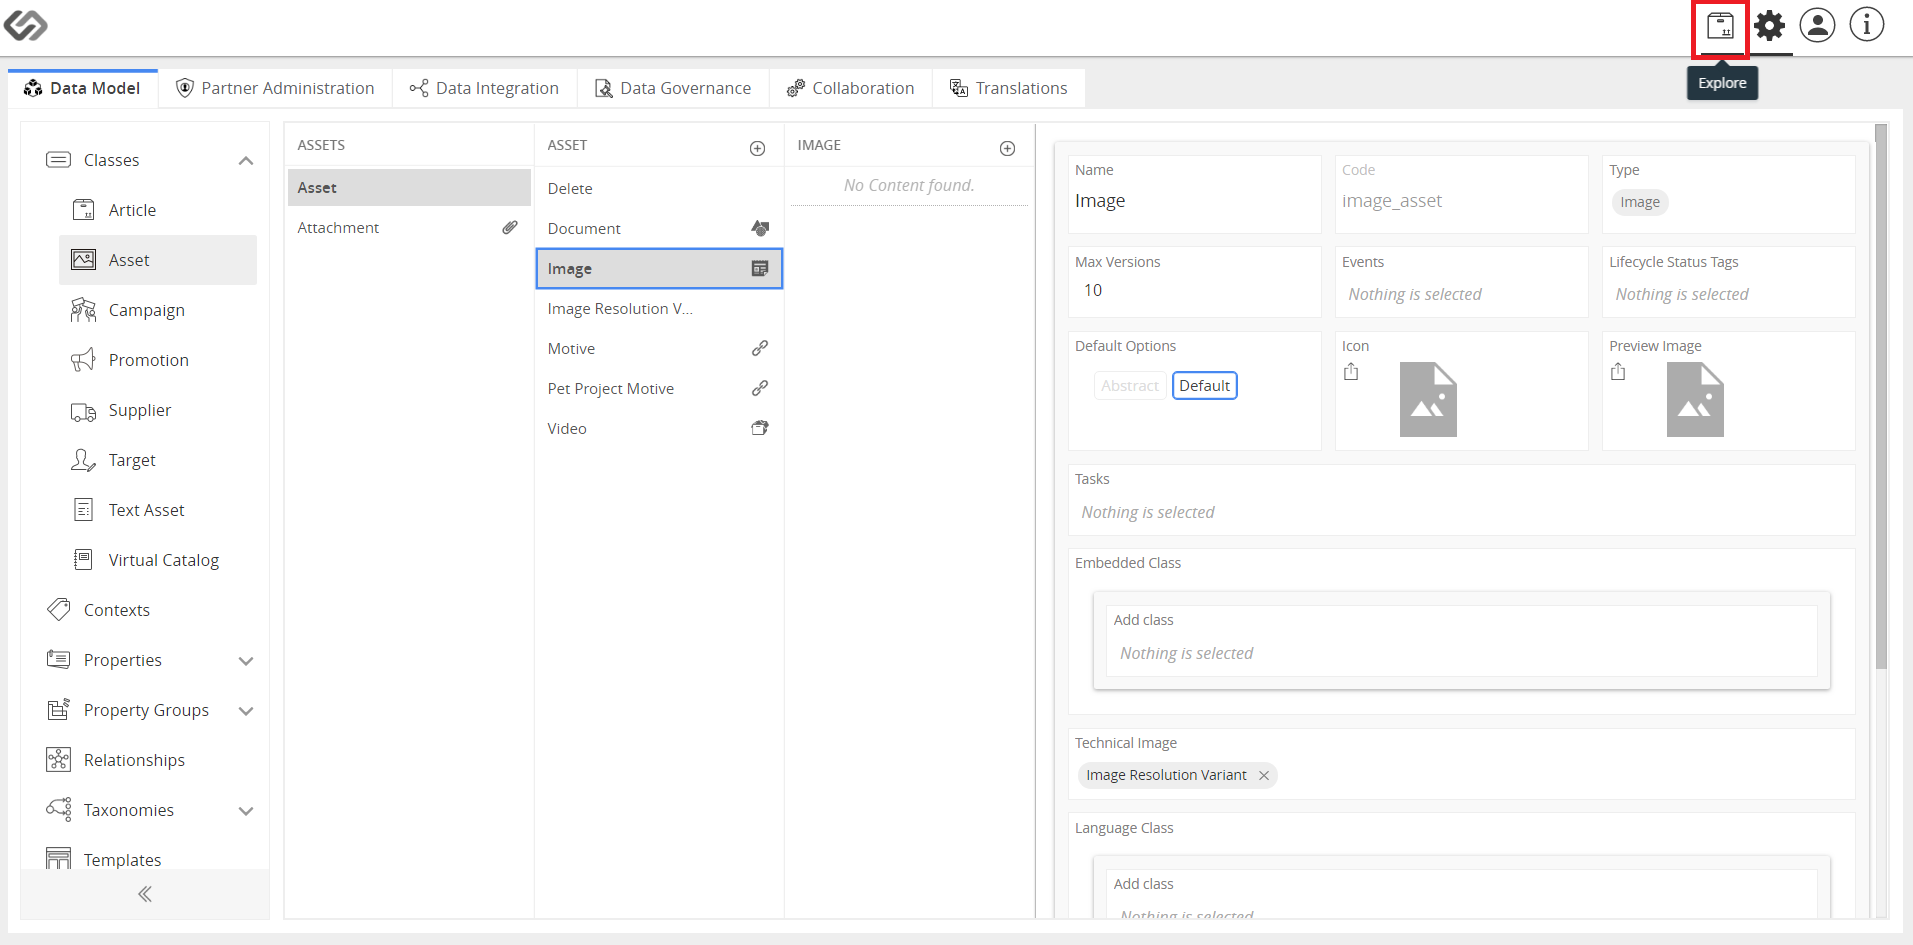 Explore
Data Model
Partner Administration
Data Integration
Data Governance
Collaboration
Translations
Classes
Article
Asset
Campaign
Promotion
Supplier
Target
Text Asset
Virtual Catalog
Contexts
Properties
Property Groups
Relationships
Taxonomies
Templates
ASSETS
Asset
Attachment
ASSET
Delete
Document
Image
Image Resolution V...
Motive
Pet Project Motive
Video
IMAGE
No Content found.
Name
Image
Code
image_asset
Type
Image
Max Versions
10
Events
Nothing is selected
Lifecycle Status Tags
Nothing is selected
Default Options
Abstract
Default
Icon
Preview Image
Tasks
Nothing is selected
Embedded Class
Add class
Nothing is selected
Technical Image
Image Resolution Variant
Language Class
Add class
Nothing is selected